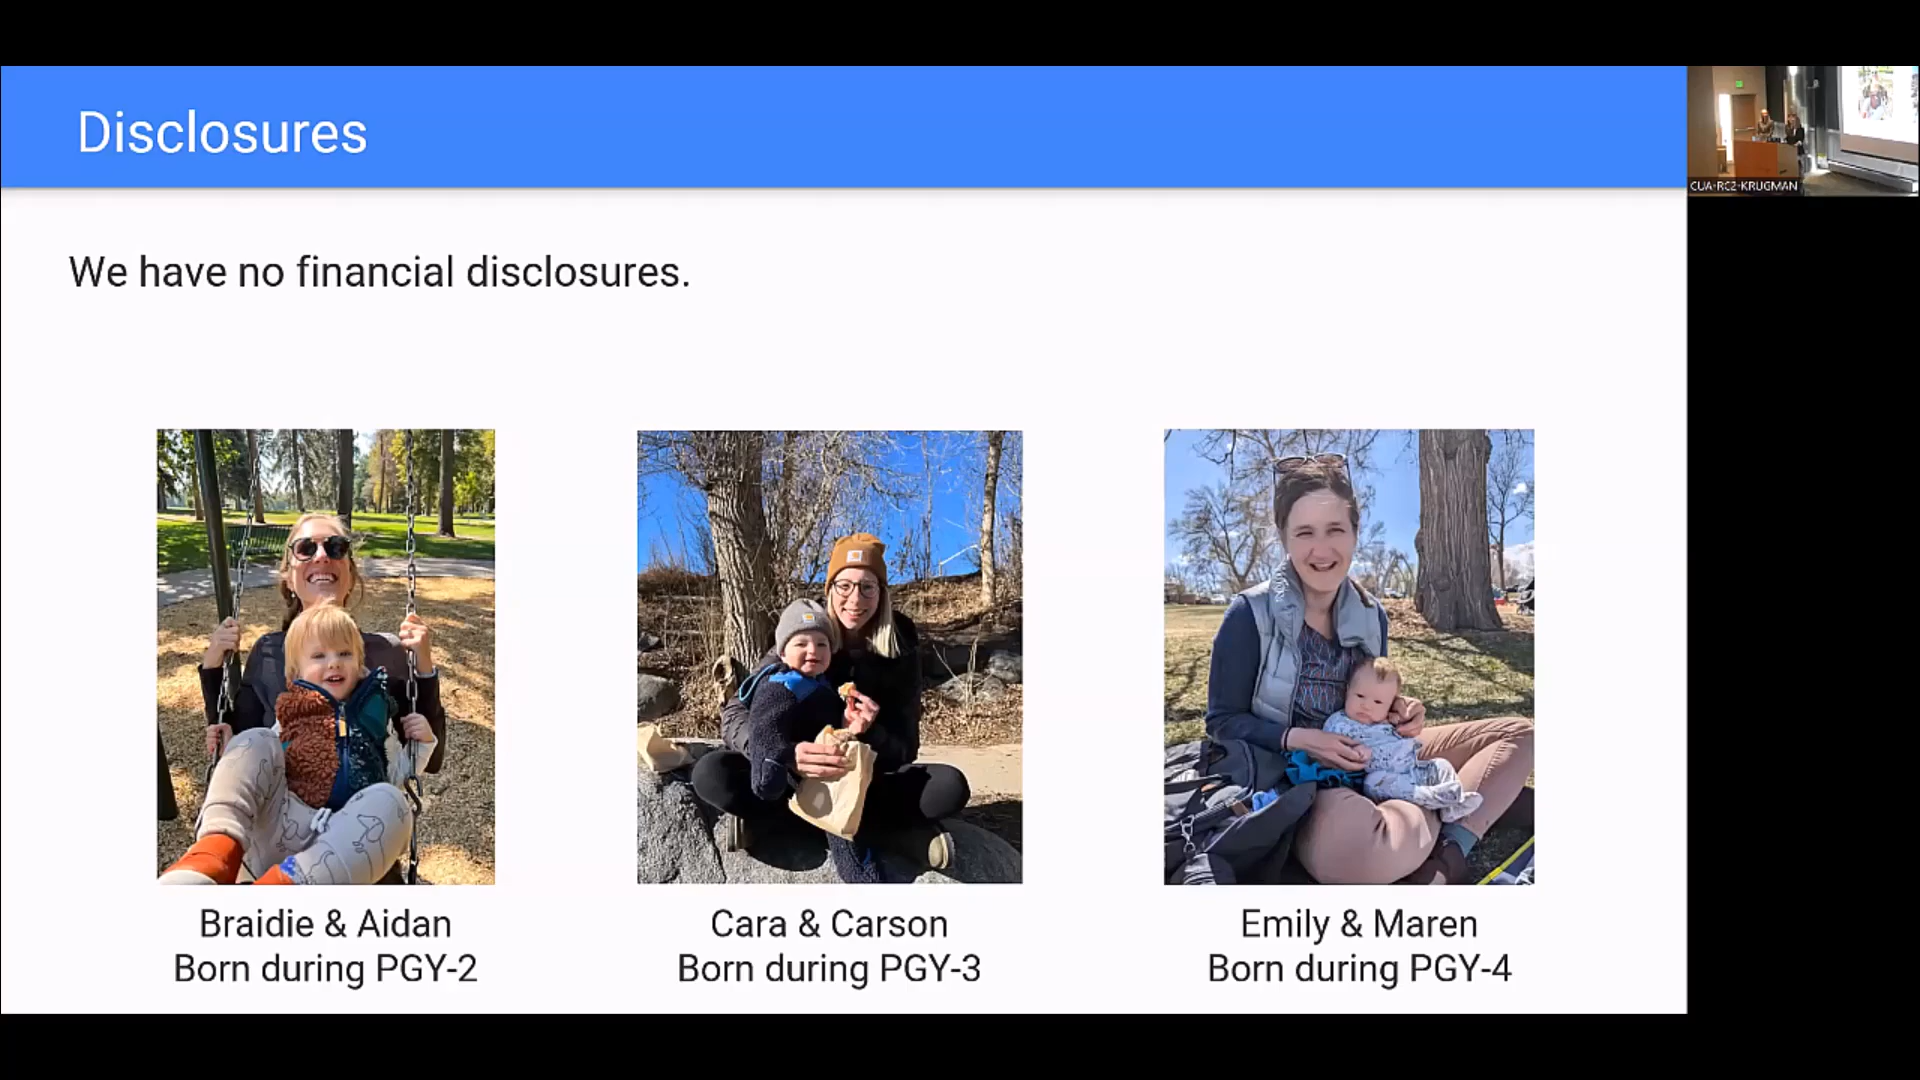 Disclosures
We have no financial disclosures.
Braidie & Aidan
Born during PGY-2
Cara & Carson
Born during PGY-3
Emily & Maren
Born during PGY-4
CUA-RC2-KRUGMAN